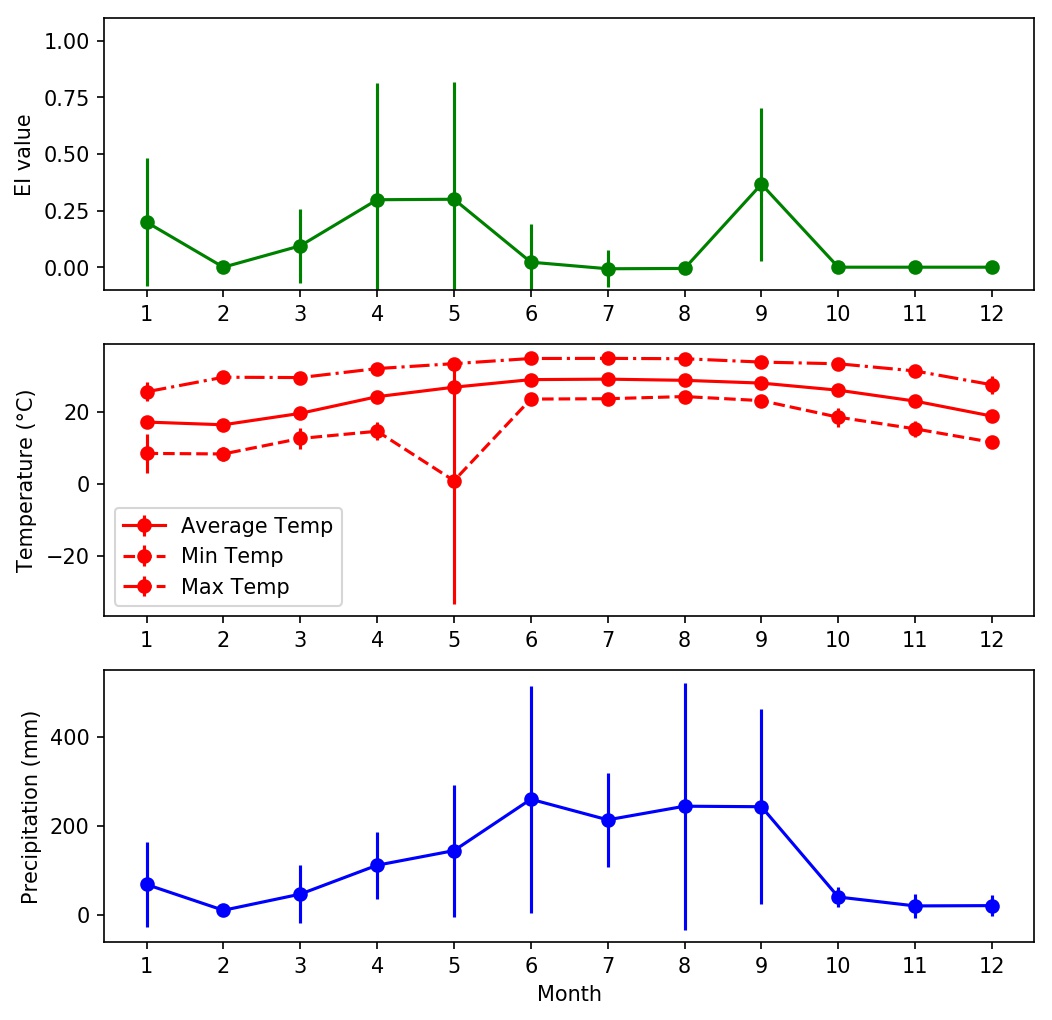 EI value
1.00
0.75
0.50
0.25
0.00
1 2 3 4 5 6 7 8 9 10 11 12
Temperature (°C)
20
0
−20
Average Temp
Min Temp
Max Temp
1 2 3 4 5 6 7 8 9 10 11 12
Precipitation (mm)
400
200
0
1 2 3 4 5 6 7 8 9 10 11 12
Month